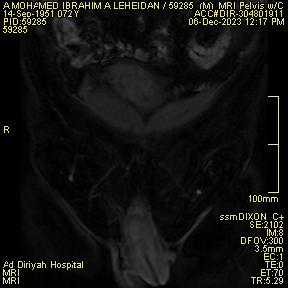 A MOHAMED IBRAHIM A LEHEIDAN / 59285 (M) MRI Pelvis w/C
14-Sep-1951 072Y ACC#DIR-304801911
PID:59285 06-Dec-2023 12:17 PM
59285
R
100mm
ssmDIXON_C+
Ad Diriyah Hospital SE:2102
MRI IM:8
MRI DFOV:300
3.5mm
EC:1
TE:0
ET:70
TR:5.29